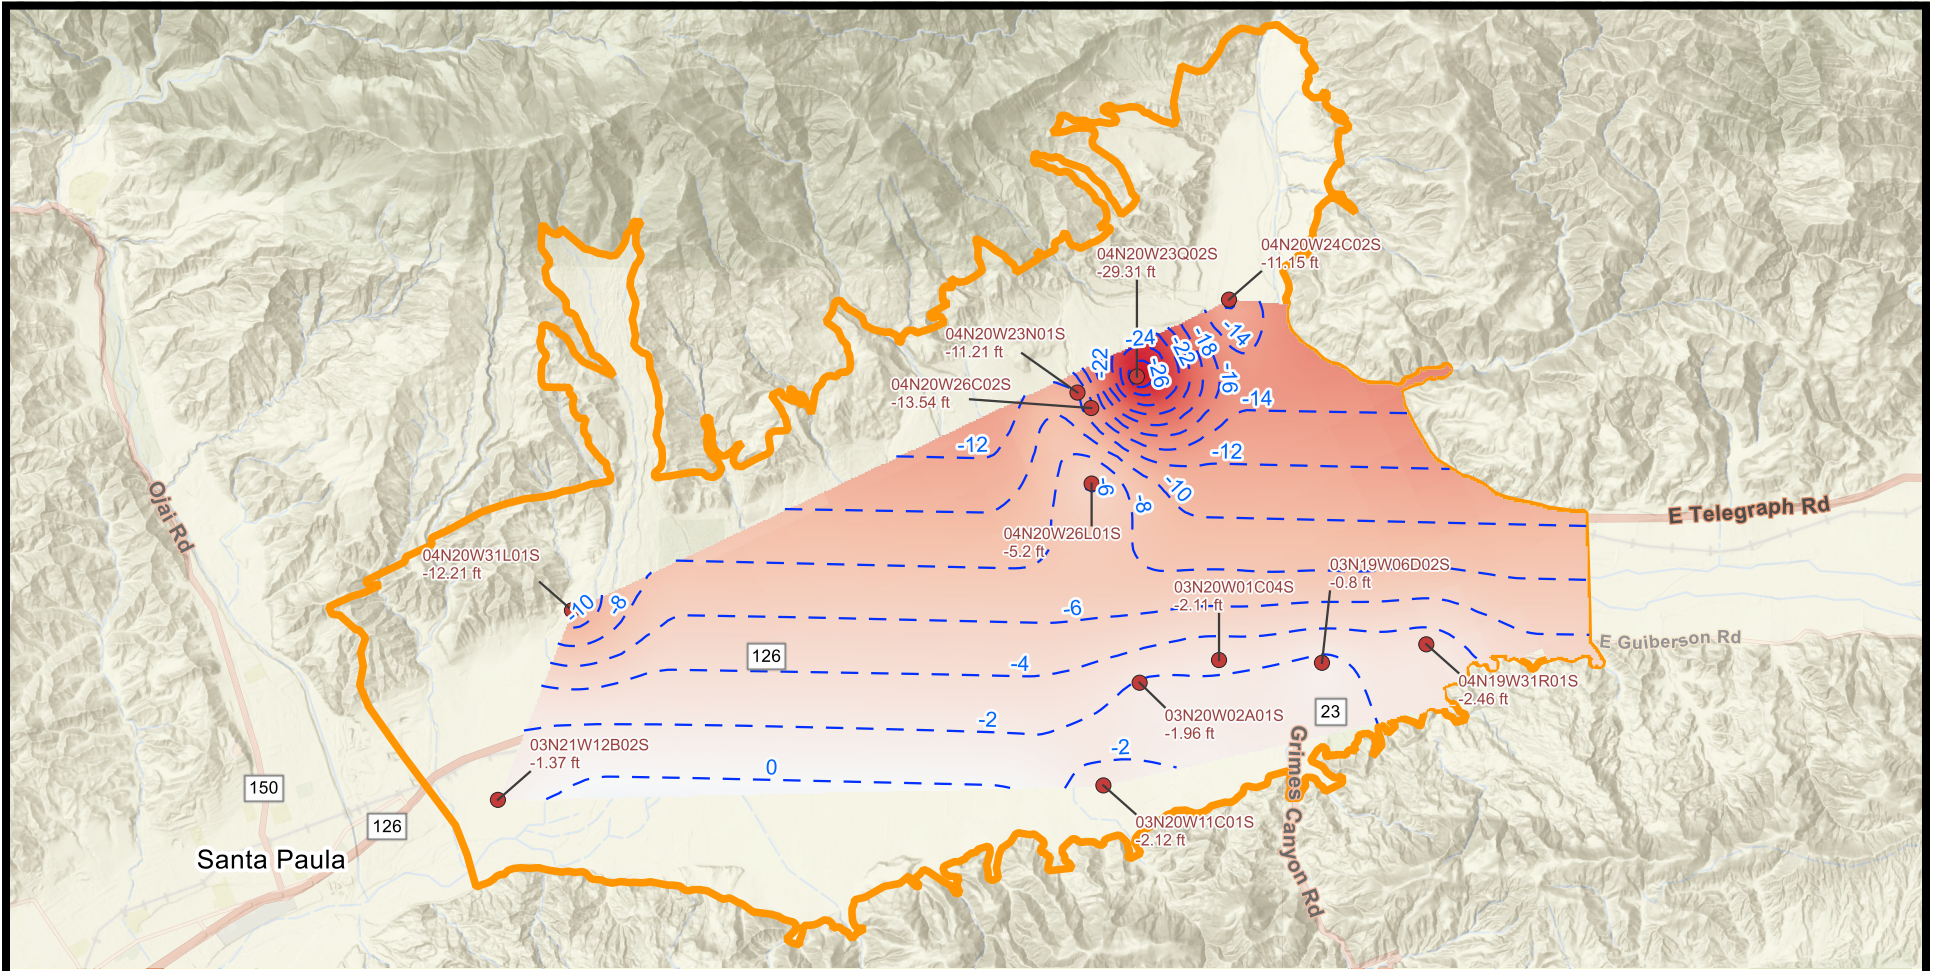 04N20W24C02S
-11.15 ft
04N20W23Q02S
-29.31 ft
04N20W23N01S
-11.21 ft
-24
-14
-18
-22
-22
-26
-16
04N20W26C02S
-13.54 ft
-14
-12
-12
-6
-10
-8
Ojai Rd
E Telegraph Rd
04N20W26L01S
-5.2 ft
04N20W31L01S
-12.21 ft
-10
-8
03N19W06D02S
-0.8 ft
03N20W01C04S
-2.11 ft
-6
E Guiberson Rd
126
-4
04N19W31R01S
-2.46 ft
03N20W02A01S
-1.96 ft
23
-2
03N21W12B02S
-1.37 ft
-2
0
150
126
Grimes Canyon Rd
03N20W11C01S
-2.12 ft
Santa Paula